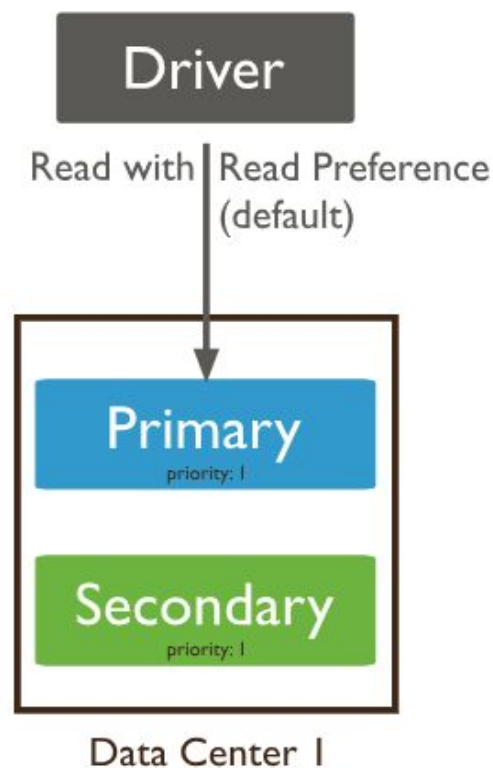 Driver
Read with Read Preference
(default)
Primary
priority: 1
Secondary
priority: 1
Data Center 1